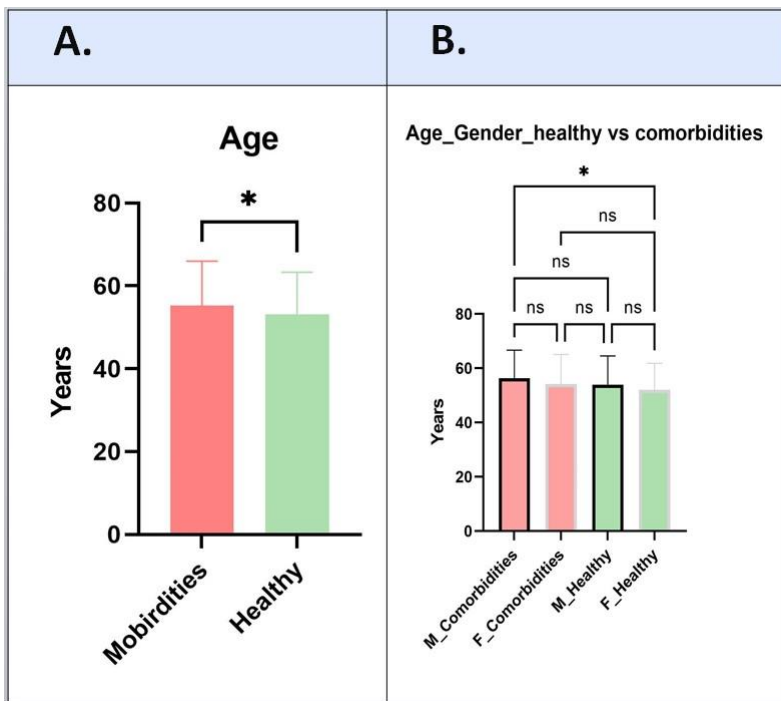 A.
B.
Age
*
80
60
40
20
0
Years
Mobirdities
Healthy
Age_Gender_healthy vs comorbidities
*
ns
ns
ns
ns
ns
80
60
40
20
0
Years
M_Comorbidities
F_Comorbidities
M_Healthy
F_Healthy